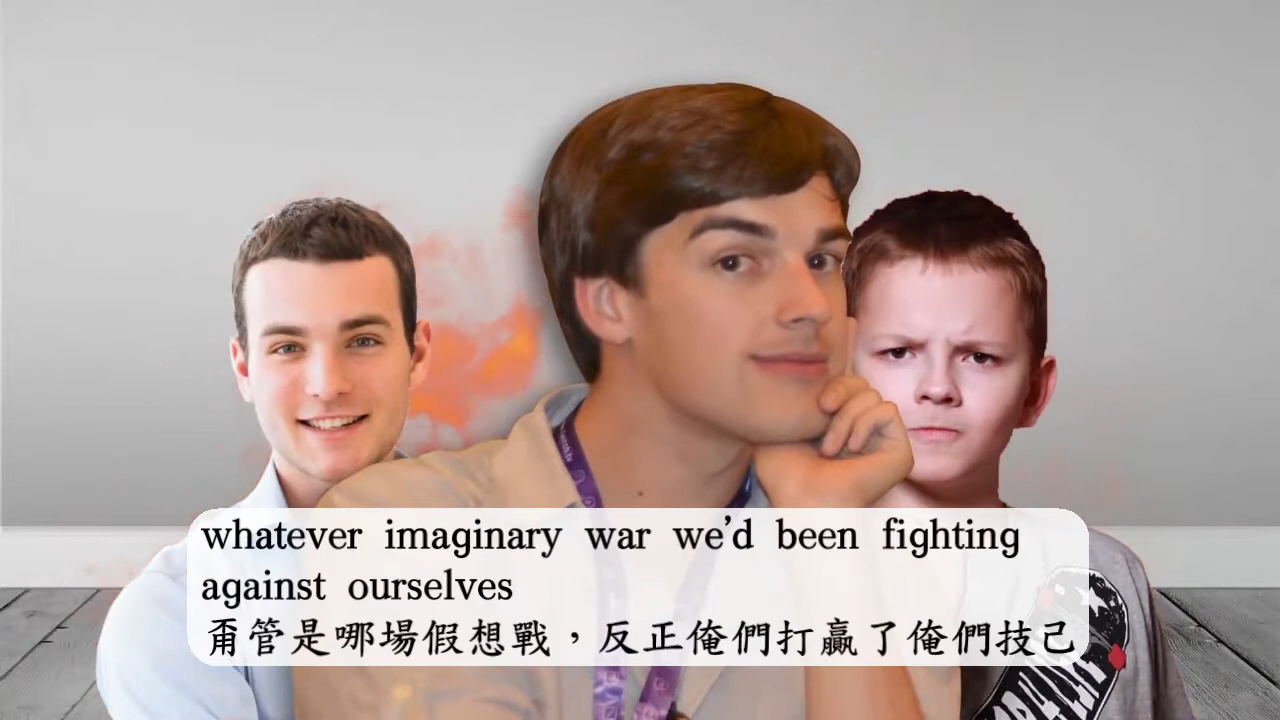 whatever imaginary war we'd been fighting
against ourselves
甭管是哪場假想戰，反正俺們打贏了俺們技己